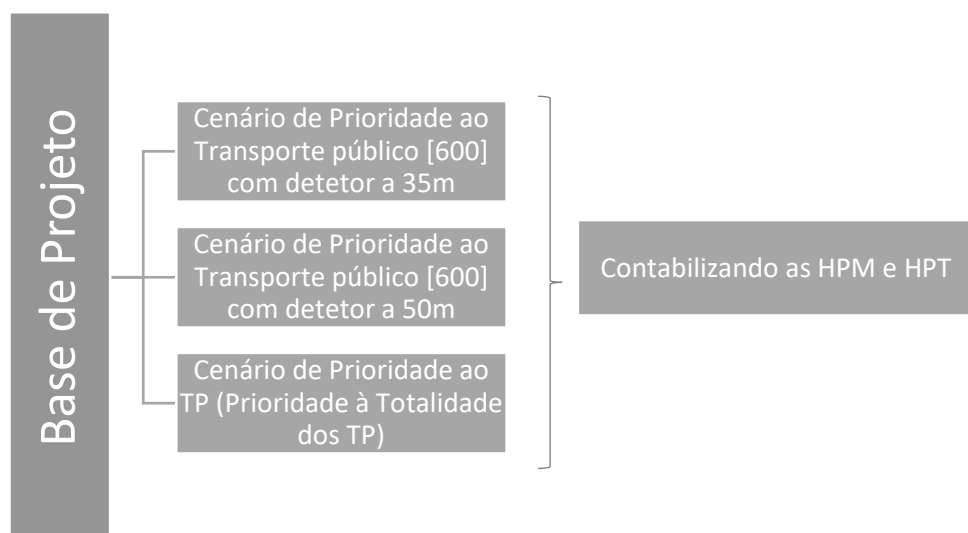 Base de Projeto
Cenário de Prioridade ao
Transporte público [600]
com detetor a 35m
Cenário de Prioridade ao
Transporte público [600]
com detetor a 50m
Cenário de Prioridade ao
TP (Prioridade à Totalidade
dos TP)
Contabilizando as HPM e HPT